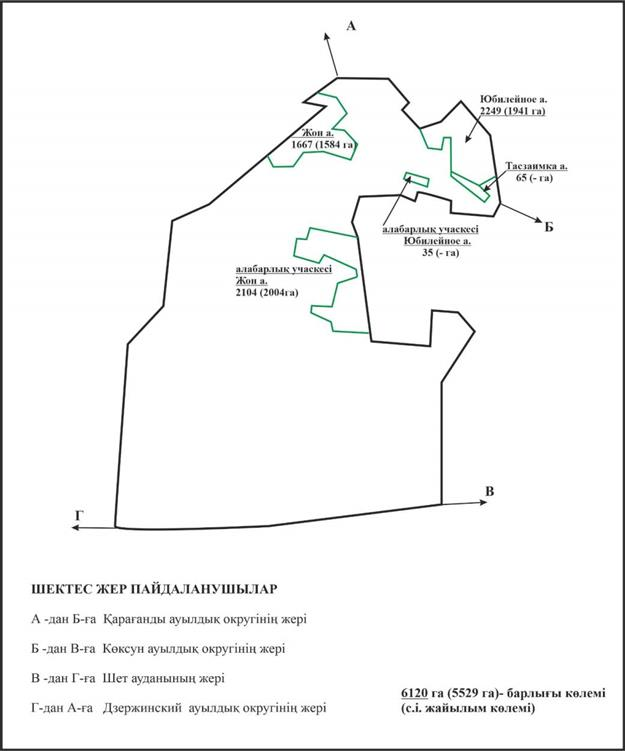 А
Юбилейное а.
2249 (1941 га)
Жон а.
1667 (1584 га)
Тасзаимка а.
65 (- га)
Б
алабарлық учаскесі
Юбилейное а.
35 (- га)
алабарлық учаскесі
Жон а.
2104 (2004га)
В
Г
ШЕКТЕС ЖЕР ПАЙДАЛАНУШЫЛАР
А -дан Б-ға Қарағанды ауылдық округінің жері
Б -дан В-ға Көксун ауылдық округінің жері
В -дан Г-ға Шет ауданының жері
Г-дан А-ға Дзержинский ауылдық округінің жері
6120 га (5529 га)- барлығы көлемі
(с.і. жайылым көлемі)